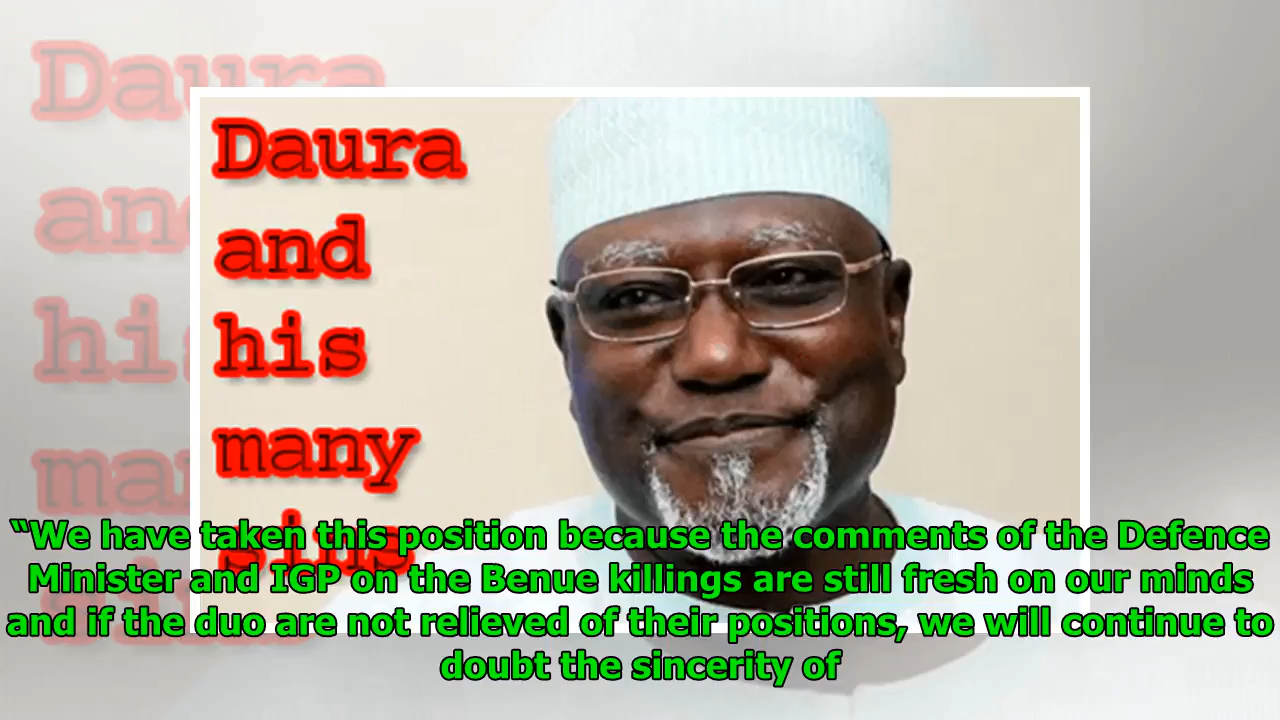 Daura
and
his
many
sins
“We have taken this position because the comments of the Defence
Minister and IGP on the Benue killings are still fresh on our minds
and if the duo are not relieved of their positions, we will continue to
doubt the sincerity of